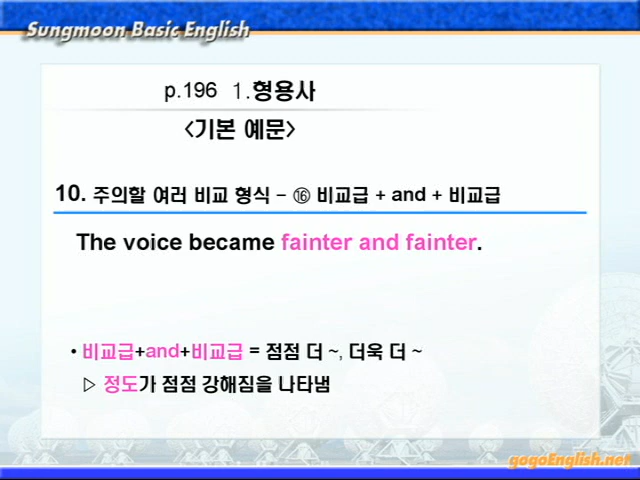 Sungmoon Basic English
p.196 1.형용사
<기본 예문>
10. 주의할 여러 비교 형식 – ⑯ 비교급 + and + 비교급
The voice became fainter and fainter.
• 비교급+and+비교급 = 점점 더 ~, 더욱 더 ~
▷ 정도가 점점 강해짐을 나타냄
gogoEnglish.net